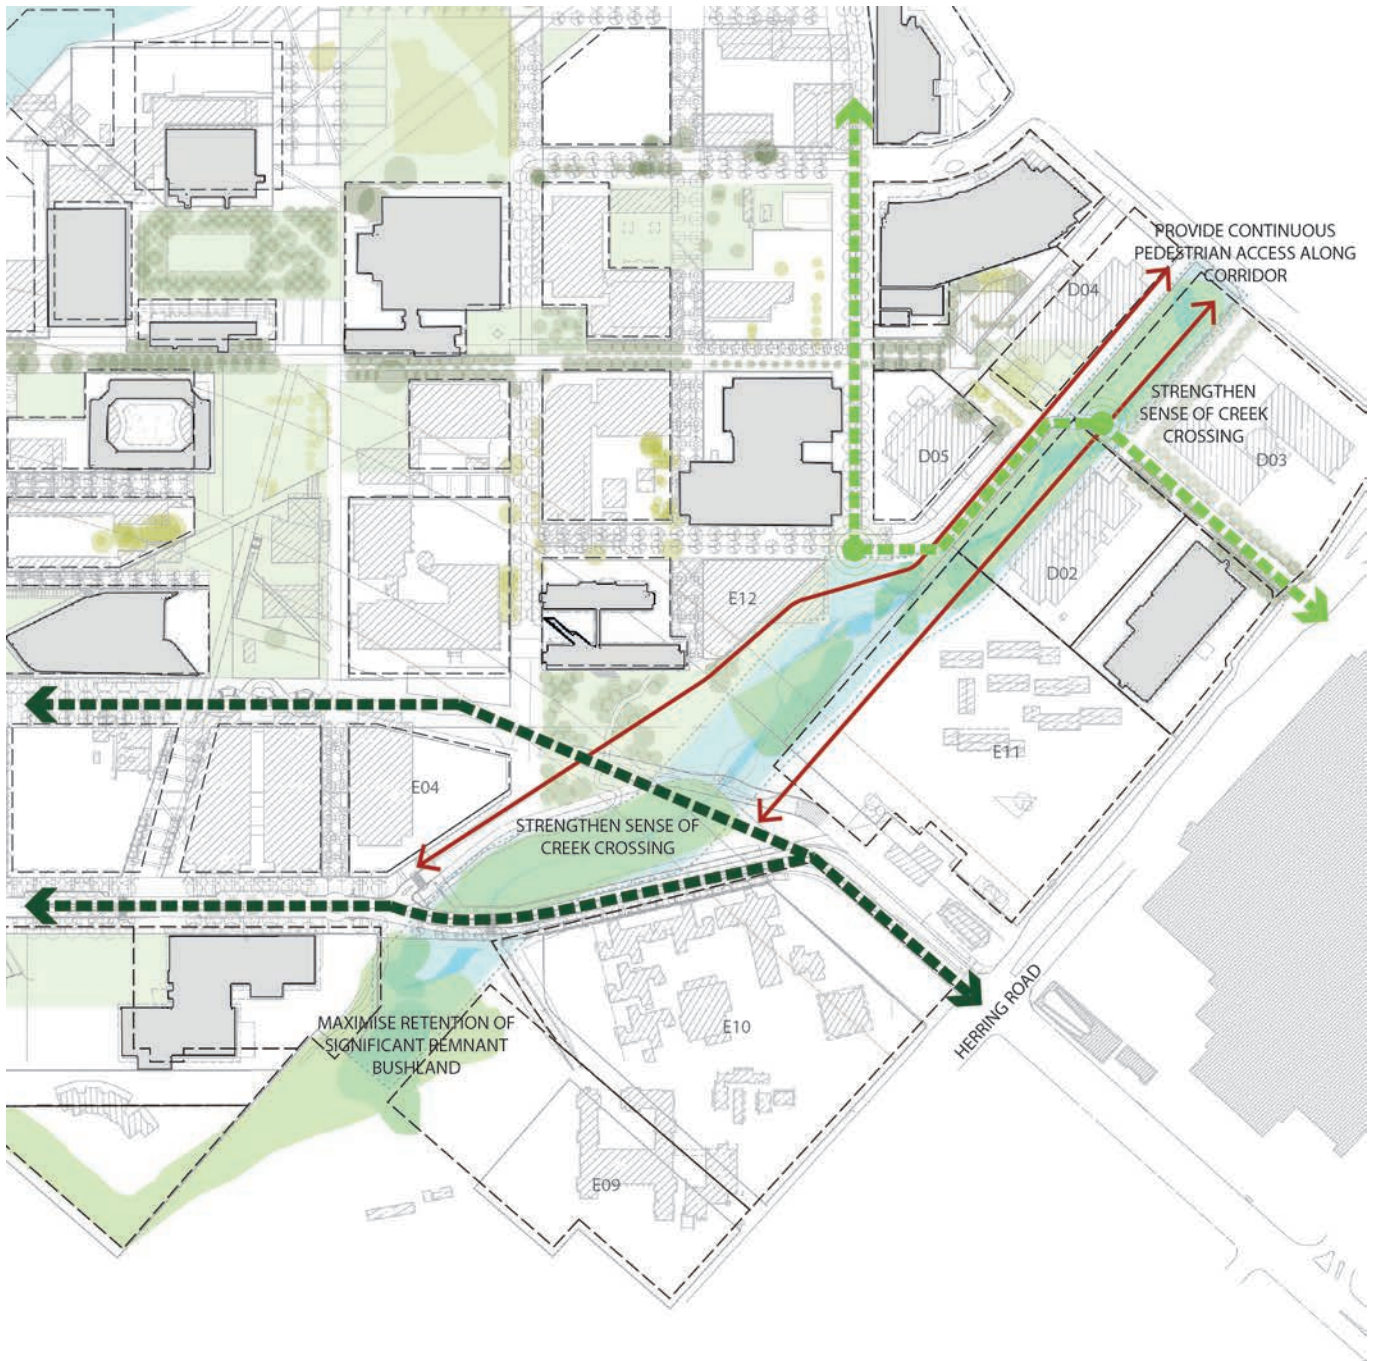 PROVIDE CONTINUOUS
PEDESTRIAN ACCESS ALONG
CORRIDOR
D04
STRENGTHEN
SENSE OF CREEK
CROSSING
D05
D03
D02
E12
E11
E04
STRENGTHEN SENSE OF
CREEK CROSSING
HERRING ROAD
MAXIMISE RETENTION OF
SIGNIFICANT REMNANT
BUSHLAND
E10
E09